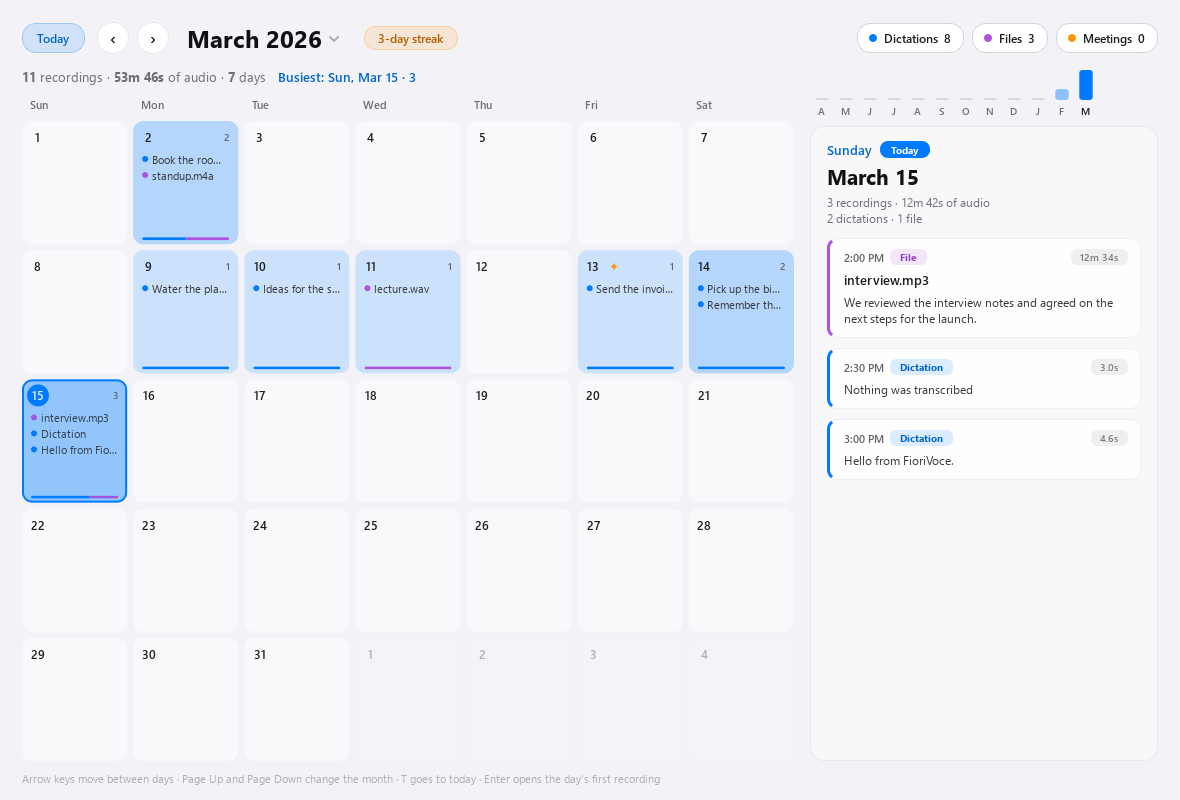 Today ‹ › March 2026 3-day streak Dictations 8 Files 3 Meetings 0
11 recordings · 53m 46s of audio · 7 days Busiest: Sun, Mar 15 · 3
Sun Mon Tue Wed Thu Fri Sat
1 2 2 3 4 5 6 7
Book the roo...
standup.m4a
8 9 1 10 1 11 1 12 13 ✦ 1 14 2
Water the pla... Ideas for the s... lecture.wav Send the invoi... Pick up the bi...
Remember th...
15 3 16 17 18 19 20 21
interview.mp3
Dictation
Hello from Fio...
22 23 24 25 26 27 28
29 30 31 1 2 3 4
A M J J A S O N D J F M
Sunday Today
March 15
3 recordings · 12m 42s of audio
2 dictations · 1 file
2:00 PM File 12m 34s
interview.mp3
We reviewed the interview notes and agreed on the
next steps for the launch.
2:30 PM Dictation 3.0s
Nothing was transcribed
3:00 PM Dictation 4.6s
Hello from FioriVoce.
Arrow keys move between days · Page Up and Page Down change the month · T goes to today · Enter opens the day's first recording